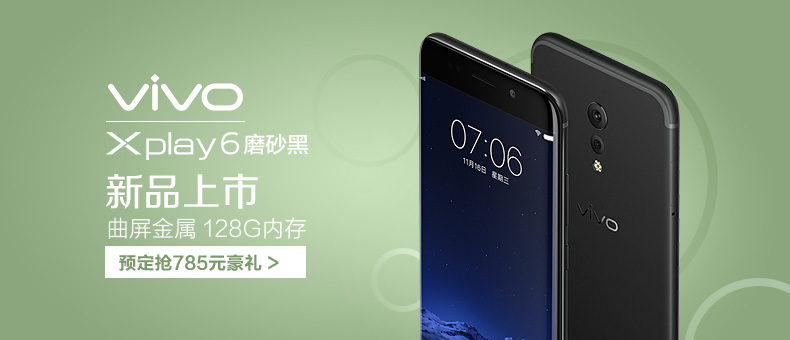 vivo
Xplay6磨砂黑
新品上市
曲屏金属 128G内存
预定抢785元豪礼 >
07:06
11月16日 星期三
vivo